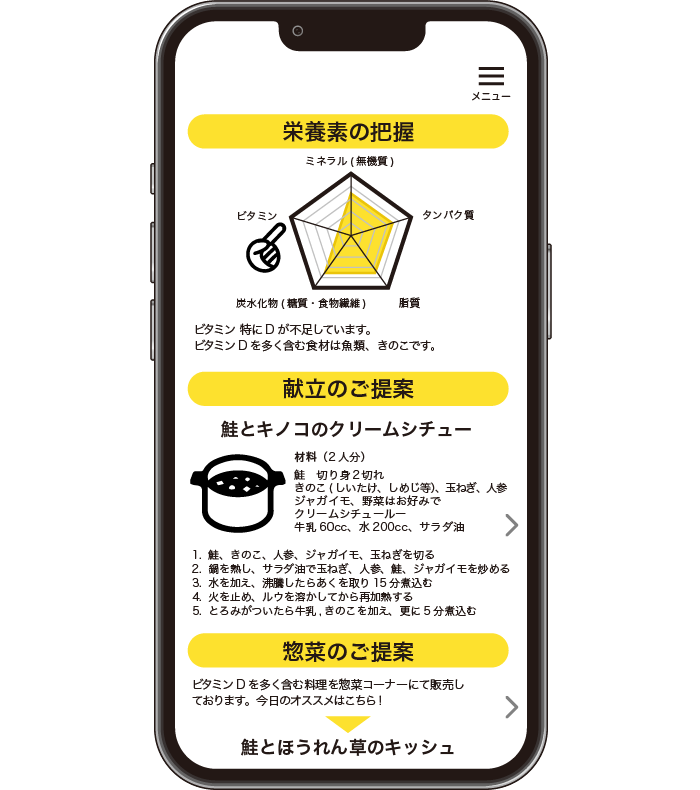 メニュー
栄養素の把握
ミネラル ( 無機質 )
ビタミン
タンパク質
炭水化物 ( 糖質・食物繊維 )
脂質
ビタミン 特に D が不足しています。
ビタミン D を多く含む食材は魚類、きのこです。
献立のご提案
鮭とキノコのクリームシチュー
材料（2 人分）
鮭　切り身２切れ
きのこ ( しいたけ、しめじ等)、玉ねぎ、人参
ジャガイモ、野菜はお好みで
クリームシチュールー
牛乳 60cc、水 200cc、サラダ油
1. 鮭、きのこ、人参、ジャガイモ、玉ねぎを切る
2. 鍋を熱し、サラダ油で玉ねぎ、人参、鮭、ジャガイモを炒める
3. 水を加え、沸騰したらあくを取り 15 分煮込む
4. 火を止め、ルウを溶かしてから再加熱する
5. とろみがついたら牛乳 , きのこを加え、更に 5 分煮込む
惣菜のご提案
ビタミン D を多く含む料理を惣菜コーナーにて販売し
ております。今日のオススメはこちら !
鮭とほうれん草のキッシュ